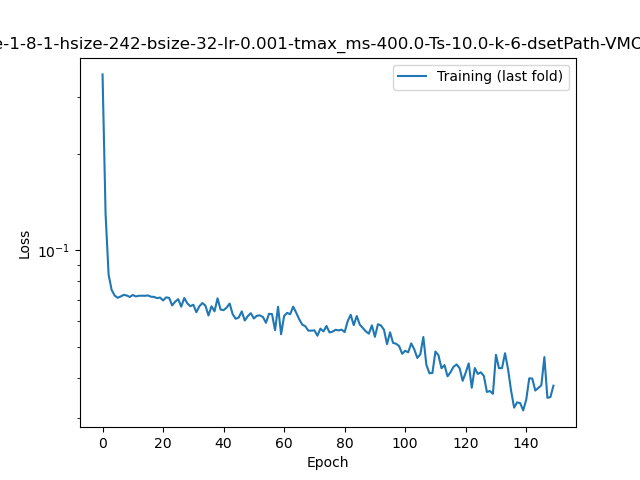 e-1-8-1-hsize-242-bsize-32-lr-0.001-tmax_ms-400.0-Ts-10.0-k-6-dsetPath-VMC
Training (last fold)
Loss
10⁻¹
0 20 40 60 80 100 120 140
Epoch